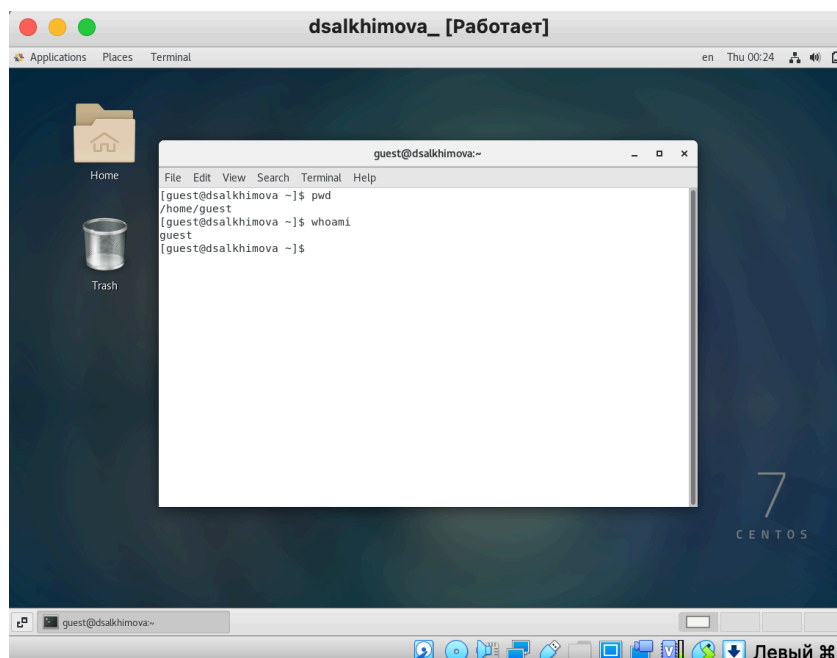 dsalkhimova_ [Работает]
Applications Places Terminal en Thu 00:24
Home
Trash
guest@dsalkhimova:~
File Edit View Search Terminal Help
[guest@dsalkhimova ~]$ pwd
/home/guest
[guest@dsalkhimova ~]$ whoami
guest
[guest@dsalkhimova ~]$
7
CENTOS
guest@dsalkhimova:~
Левый ⌘